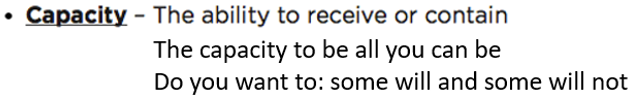 • Capacity – The ability to receive or contain
The capacity to be all you can be
Do you want to: some will and some will not